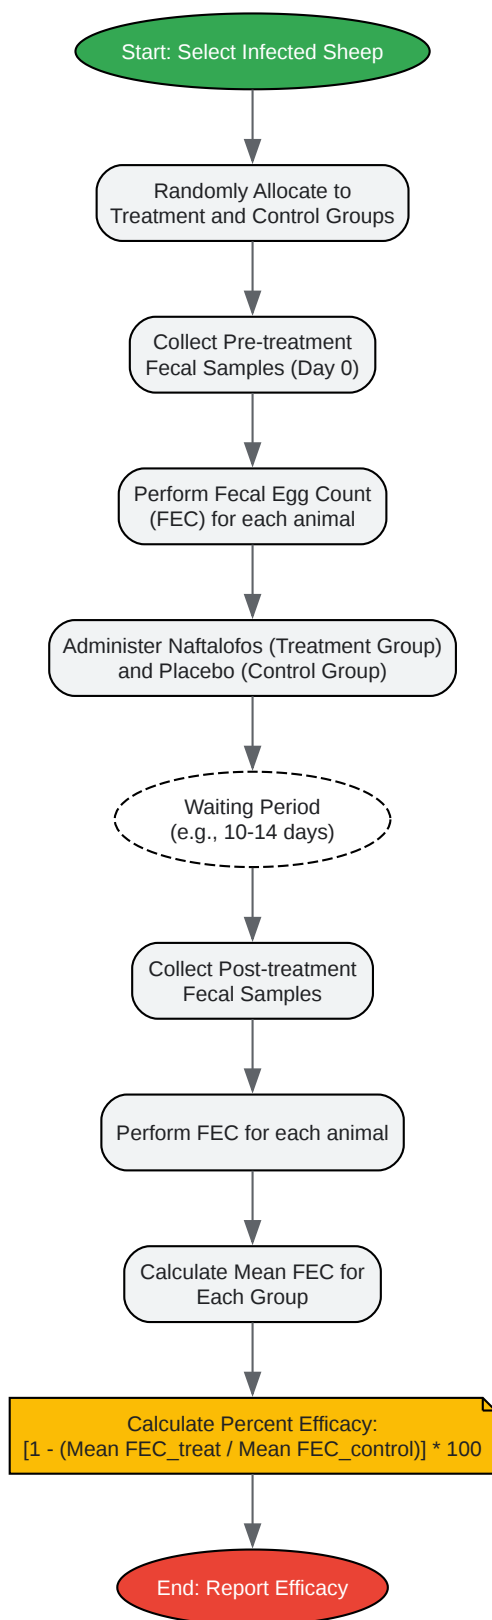 Start: Select Infected Sheep
Randomly Allocate to
Treatment and Control Groups
Collect Pre-treatment
Fecal Samples (Day 0)
Perform Fecal Egg Count
(FEC) for each animal
Administer Naftalofos (Treatment Group)
and Placebo (Control Group)
Waiting Period
(e.g., 10-14 days)
Collect Post-treatment
Fecal Samples
Perform FEC for each animal
Calculate Mean FEC for
Each Group
Calculate Percent Efficacy:
[1 - (Mean FEC_treat / Mean FEC_control)] * 100
End: Report Efficacy